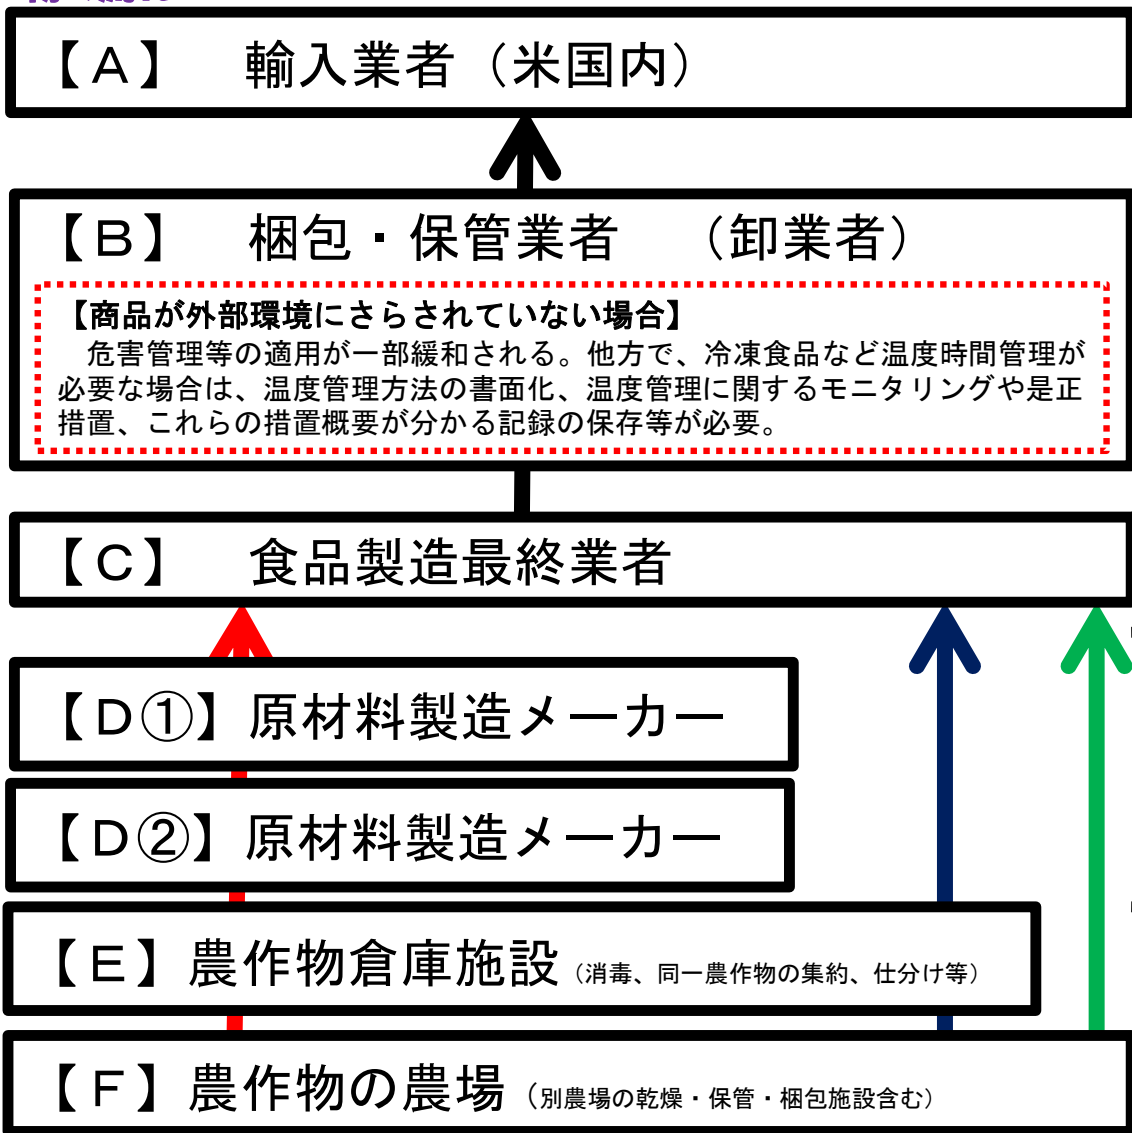 【A】 輸入業者(米国内)
【B】 梱包・保管業者 (卸業者)
【商品が外部環境にさらされていない場合】
危害管理等の適用が一部緩和される。他方で、冷凍食品など温度時間管理が
必要な場合は、温度管理方法の書面化、温度管理に関するモニタリングや是正
措置、これらの措置概要が分かる記録の保存等が必要。
【C】 食品製造最終業者
【D①】原材料製造メーカー
【D②】原材料製造メーカー
【E】農作物倉庫施設(消毒、同一農作物の集約、仕分け等)
【F】農作物の農場(別農場の乾燥・保管・梱包施設含む)